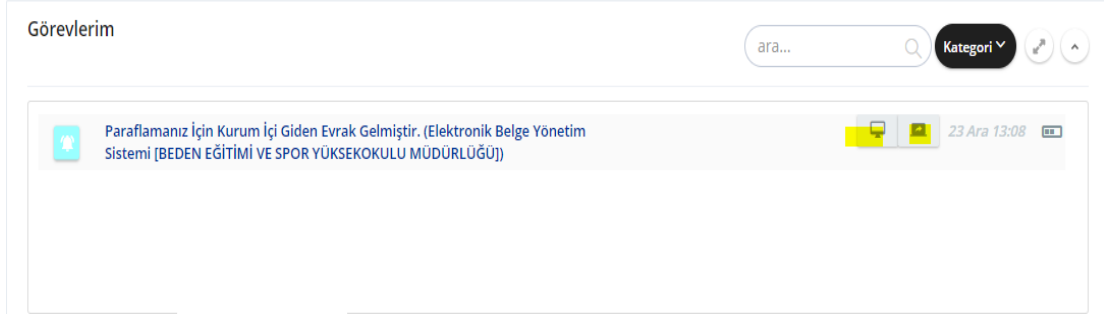 Görevlerim
ara...
Kategori
Paraflamanız İçin Kurum İçi Giden Evrak Gelmiştir. (Elektronik Belge Yönetim
Sistemi [BEDEN EĞİTİMİ VE SPOR YÜKSEKOKULU MÜDÜRLÜĞÜ])
23 Ara 13:08